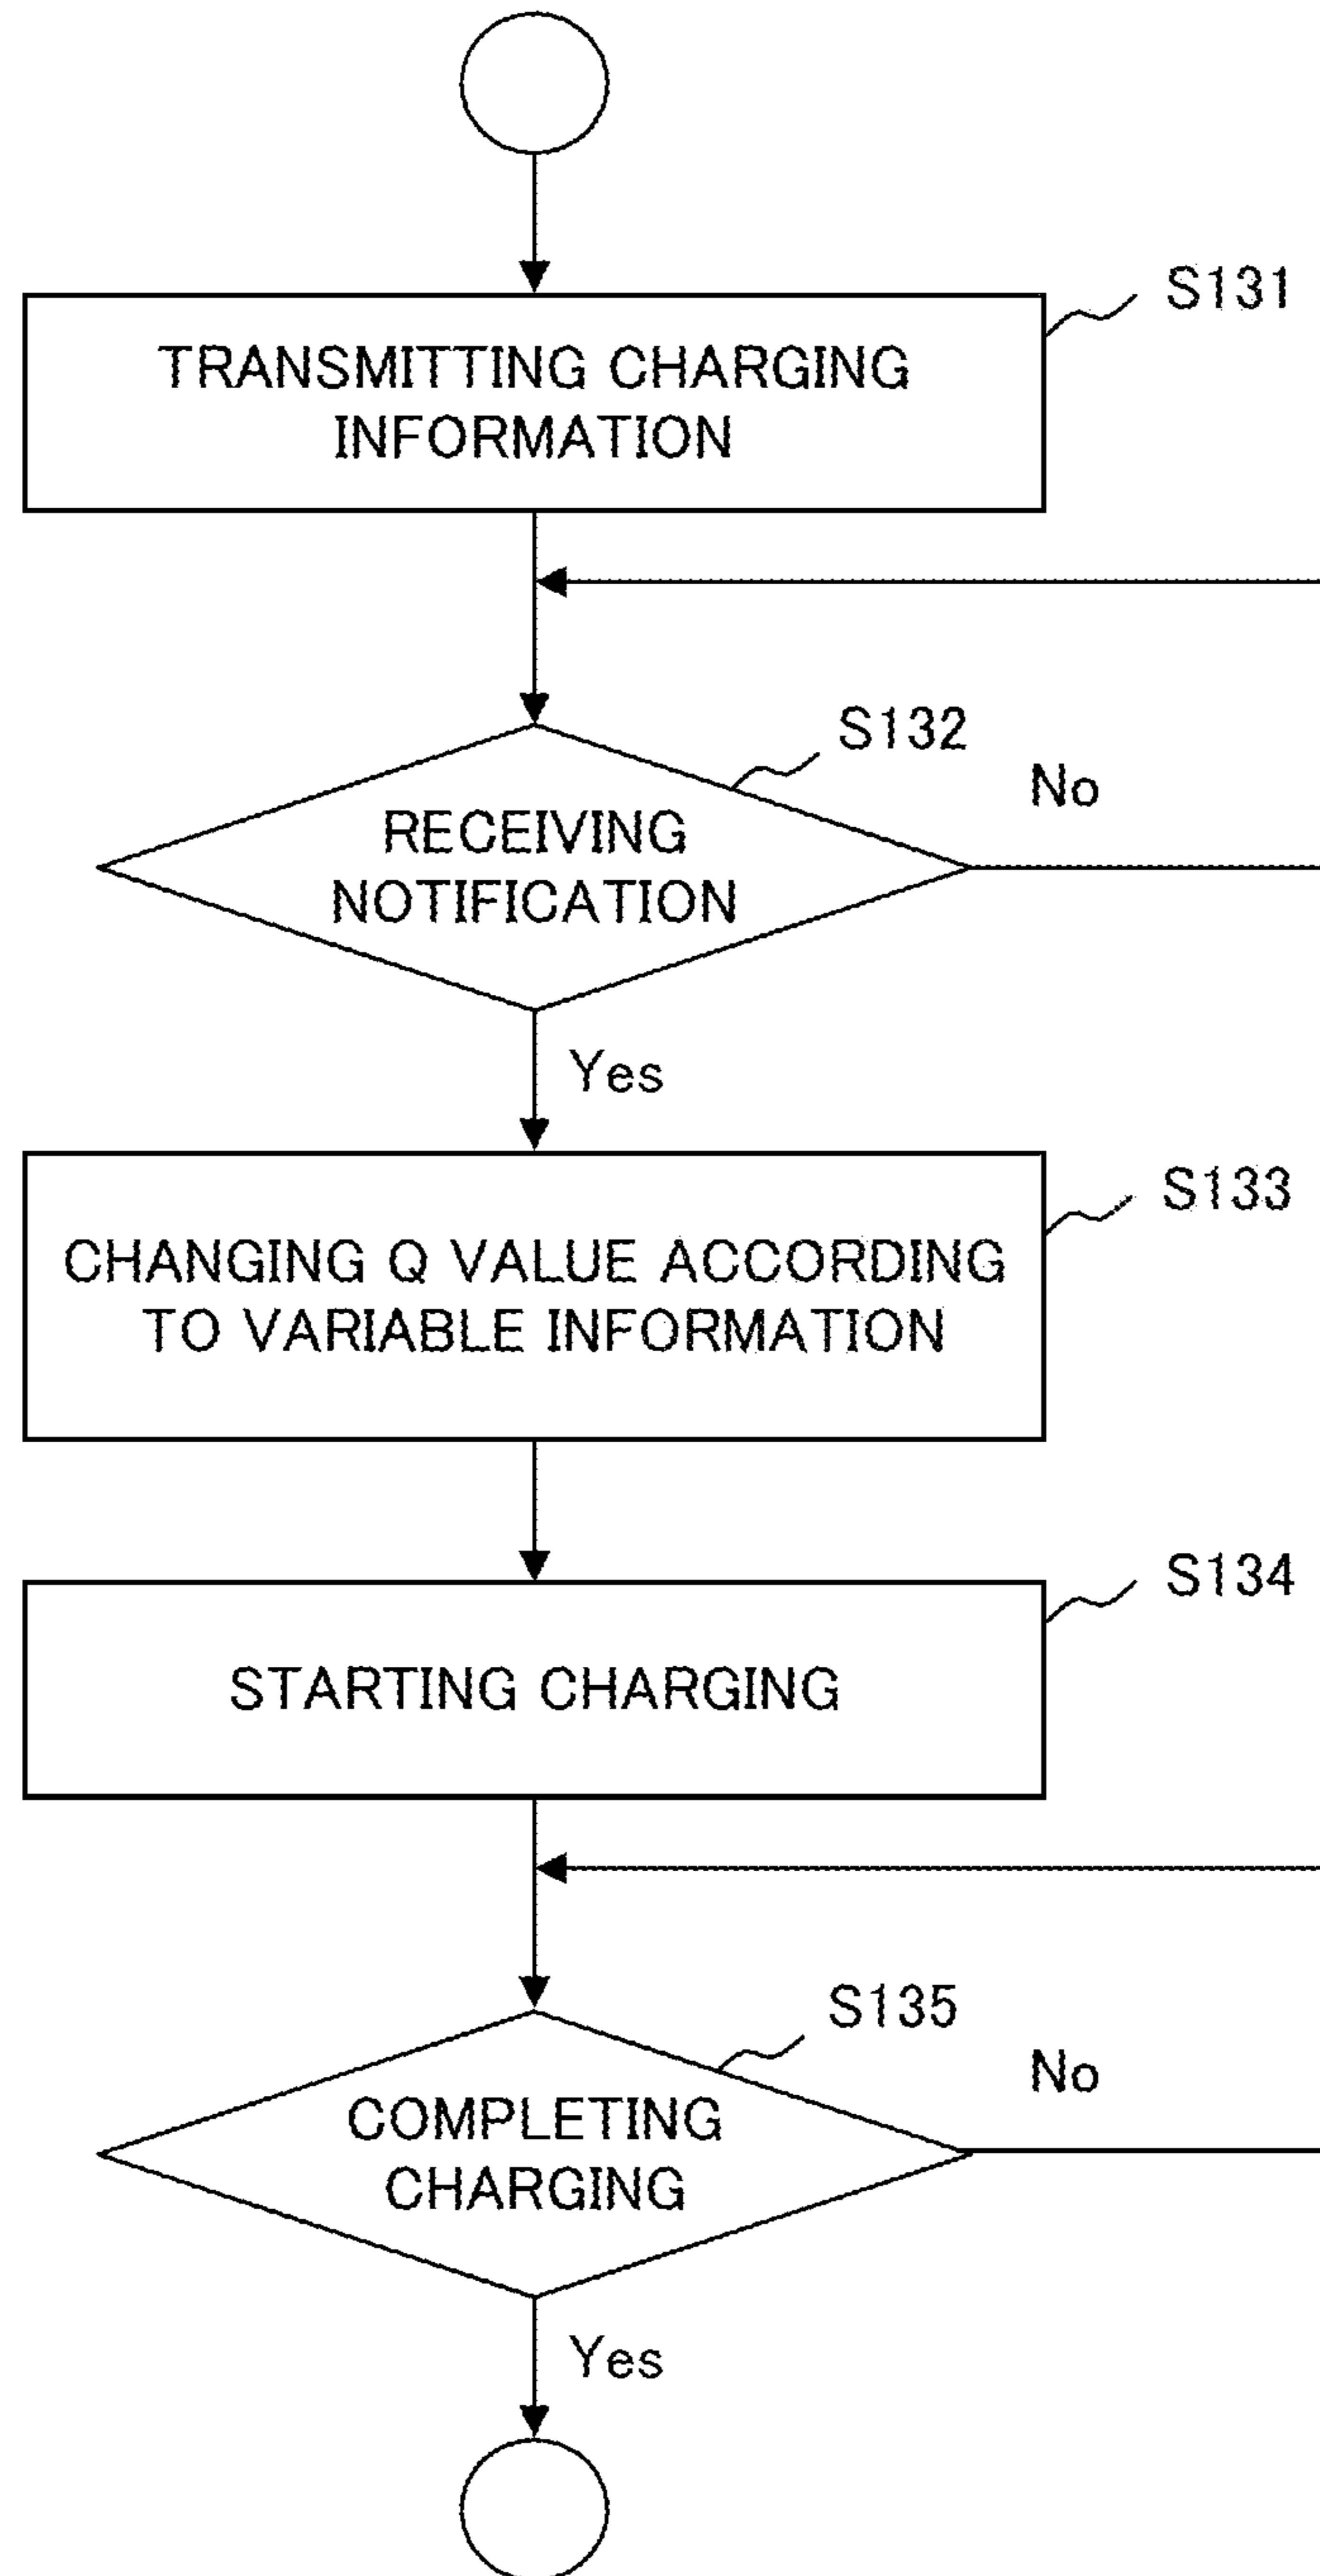 S131
TRANSMITTING CHARGING
INFORMATION
S132
No
RECEIVING
NOTIFICATION
Yes
S133
CHANGING Q VALUE ACCORDING
TO VARIABLE INFORMATION
S134
STARTING CHARGING
S135
No
COMPLETING
CHARGING
Yes